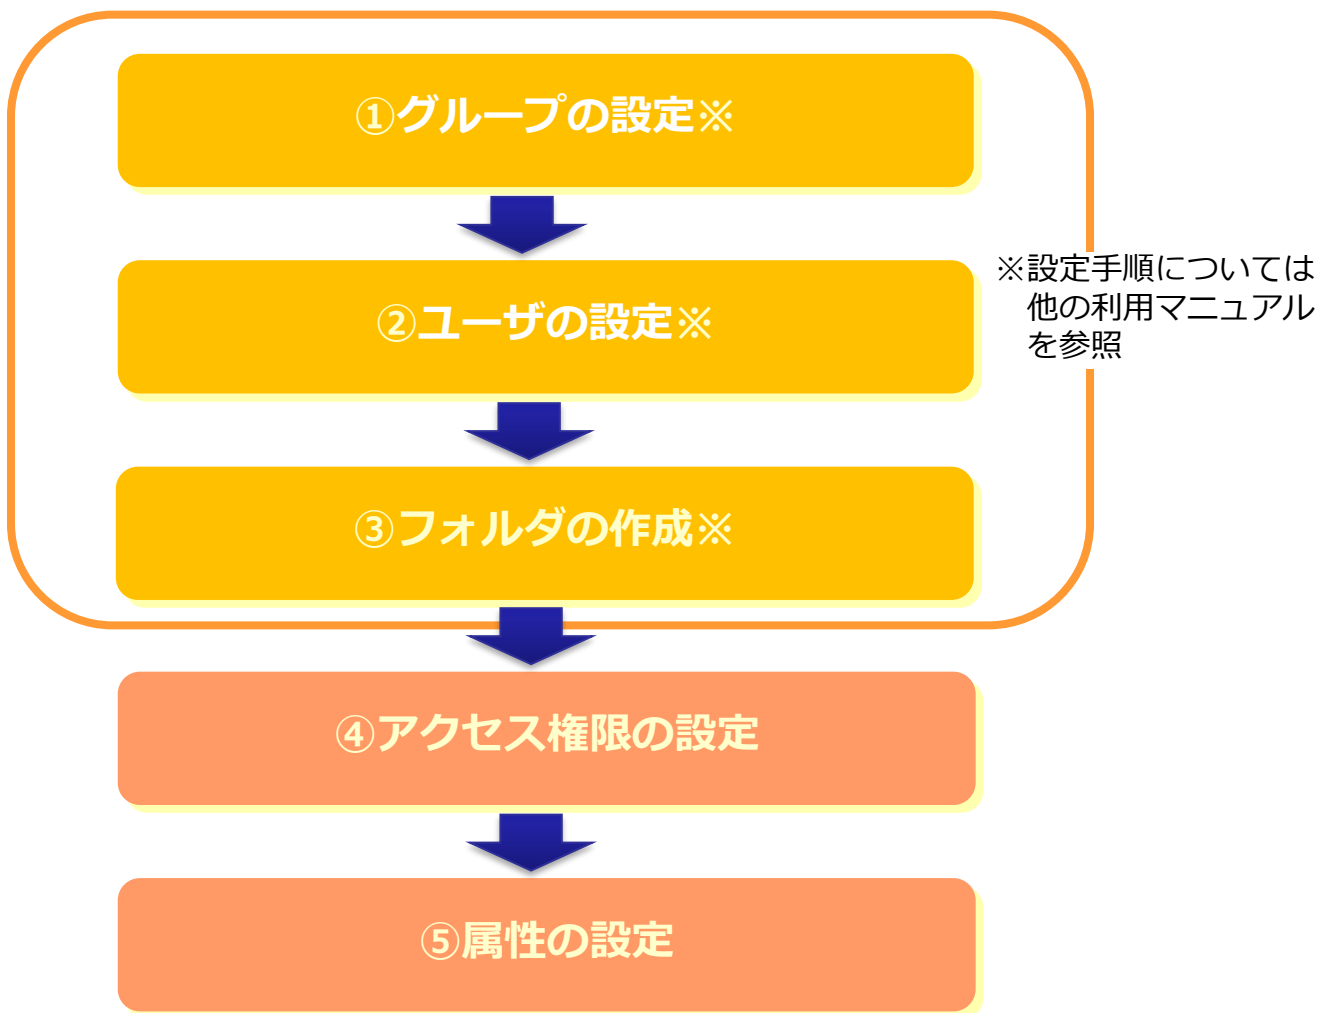 ①グループの設定※
②ユーザの設定※
※設定手順については
他の利用マニュアル
を参照
③フォルダの作成※
④アクセス権限の設定
⑤属性の設定